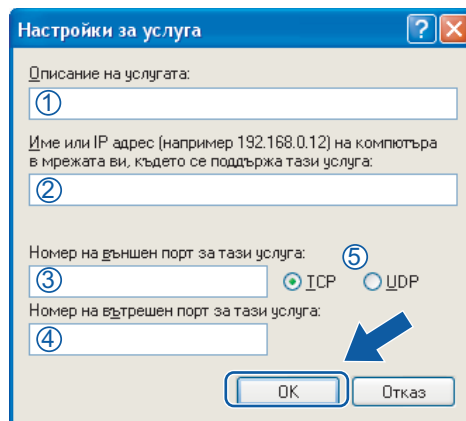 Настройки за услуга
Описание на услугата:
①
Име или IP адрес (например 192.168.0.12) на компютъра
в мрежата ви, където се поддържа тази услуга:
②
Номер на външен порт за тази услуга:
⑤
③
TCP
UDP
Номер на вътрешен порт за тази услуга:
④
OK
Отказ